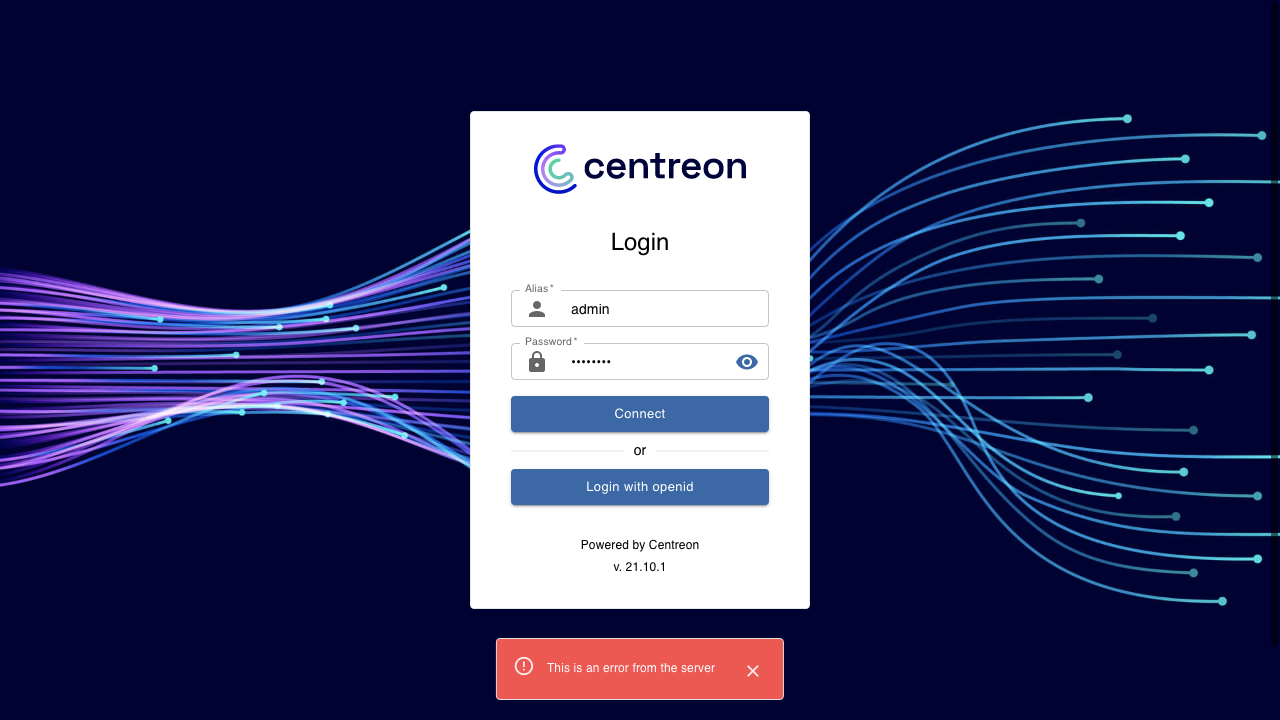 centreon
Login
Alias *
admin
Password *
••••••••
Connect
or
Login with openid
Powered by Centreon
v. 21.10.1
This is an error from the server